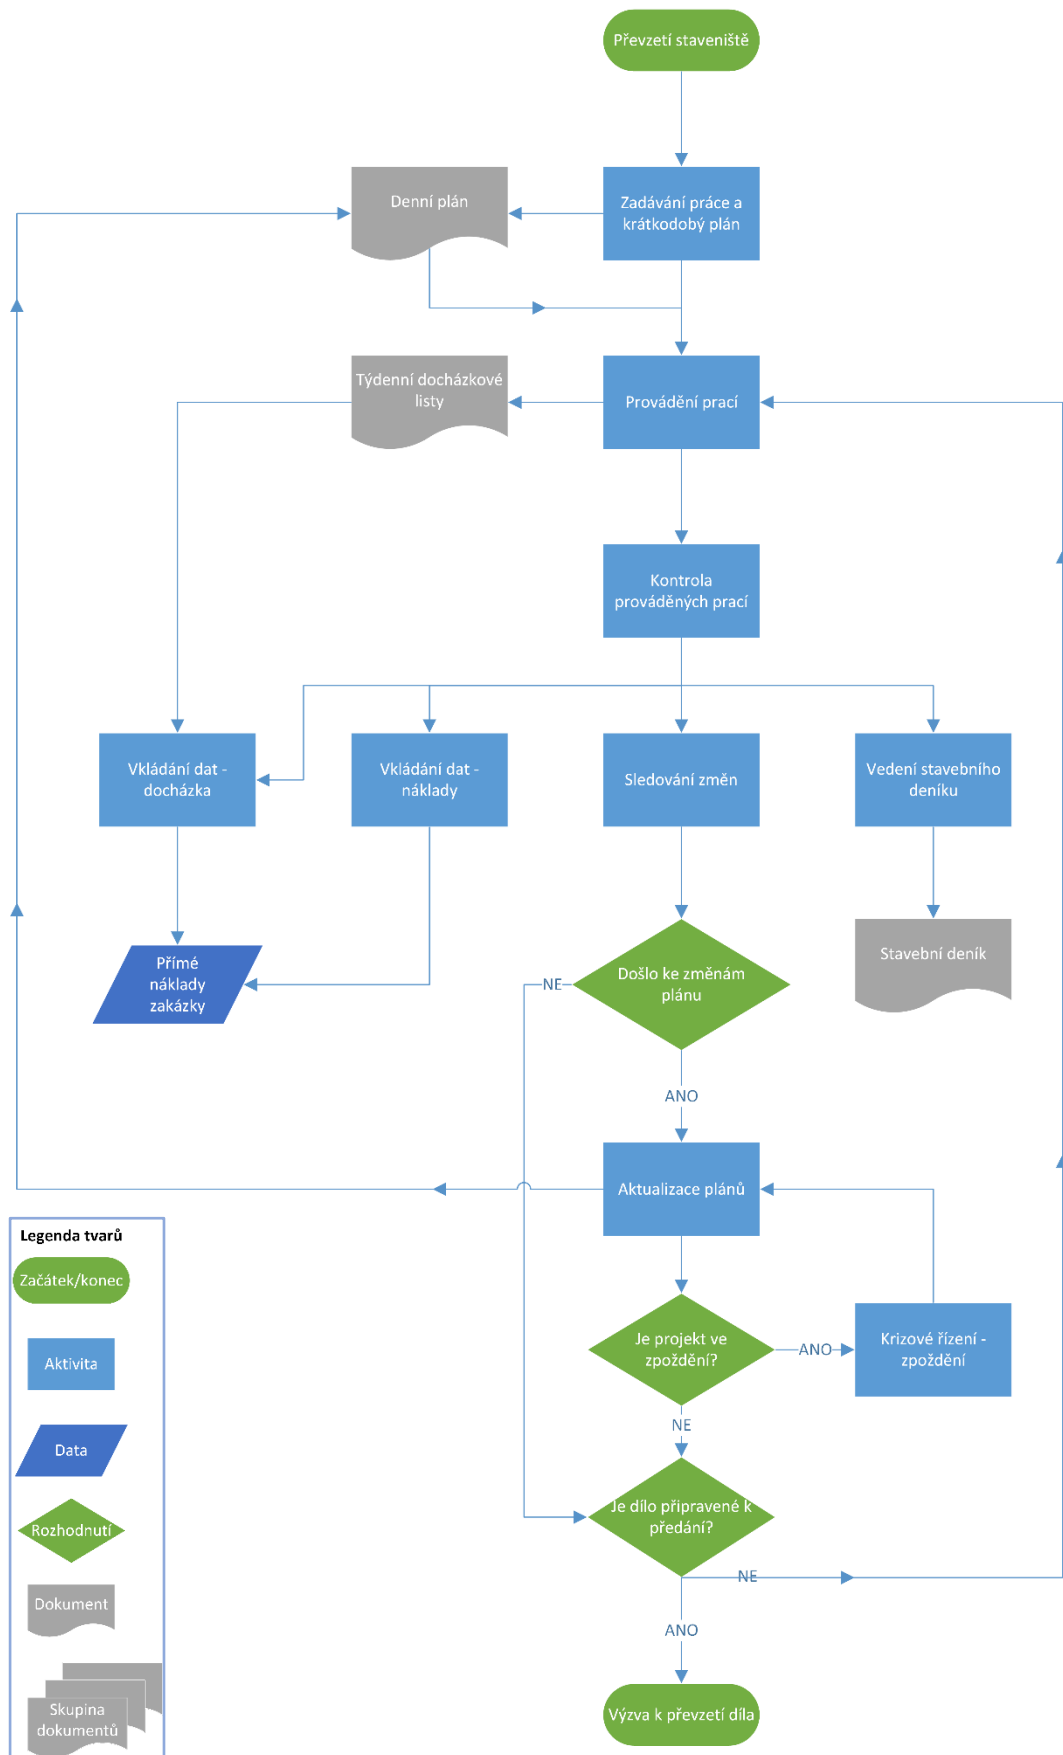 Převzetí staveniště
Denní plán
Zadávání práce a
krátkodobý plán
Týdenní docházkové
listy
Provádění prací
Kontrola
prováděných prací
Vkládání dat -
docházka
Vkládání dat -
náklady
Sledování změn
Vedení stavebního
deníku
Přímé
náklady
zakázky
NE
Došlo ke změnám
plánu
Stavební deník
ANO
Aktualizace plánů
Je projekt ve
zpoždění?
ANO
Krizové řízení -
zpoždění
NE
Je dílo připravené k
předání?
NE
ANO
Výzva k převzetí díla
Legenda tvarů
Začátek/konec
Aktivita
Data
Rozhodnutí
Dokument
Skupina
dokumentů